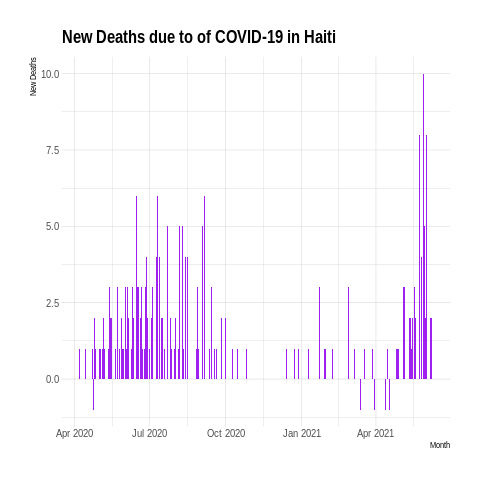 New Deaths due to of COVID-19 in Haiti
New Deaths
10.0
7.5
5.0
2.5
0.0
Apr 2020 Jul 2020 Oct 2020 Jan 2021 Apr 2021
Month